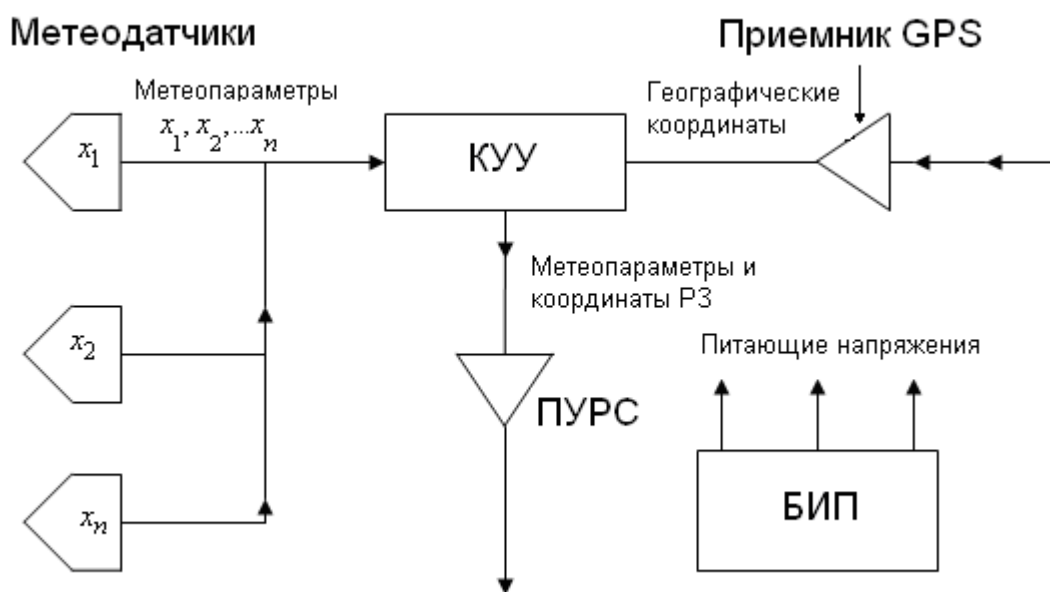 Метеодатчики
Приемник GPS
Метеопараметры
x1, x2, ...xn
Географические
координаты
x1
КУУ
Метеопараметры и
координаты РЗ
x2
Питающие напряжения
ПУРС
xn
БИП